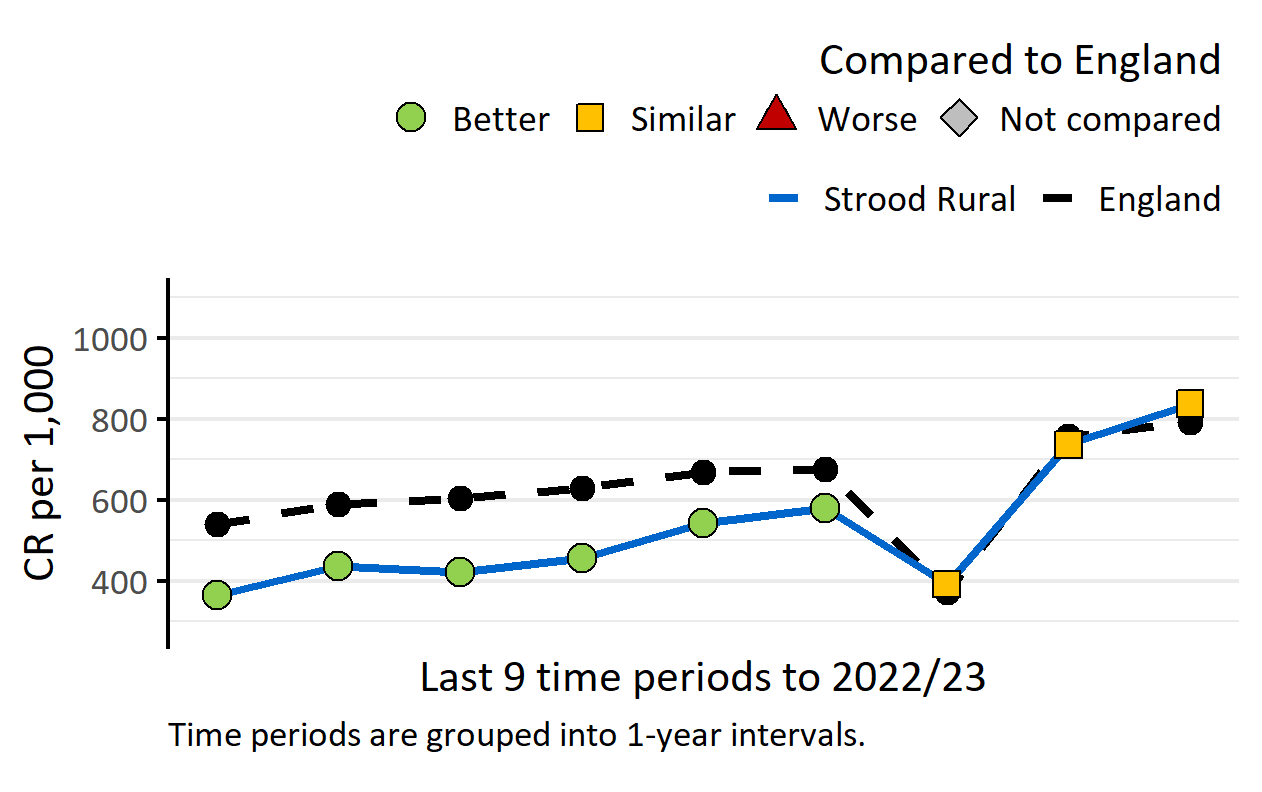 Compared to England
Better Similar Worse Not compared
Strood Rural England
CR per 1,000
1000
800
600
400
Last 9 time periods to 2022/23
Time periods are grouped into 1-year intervals.